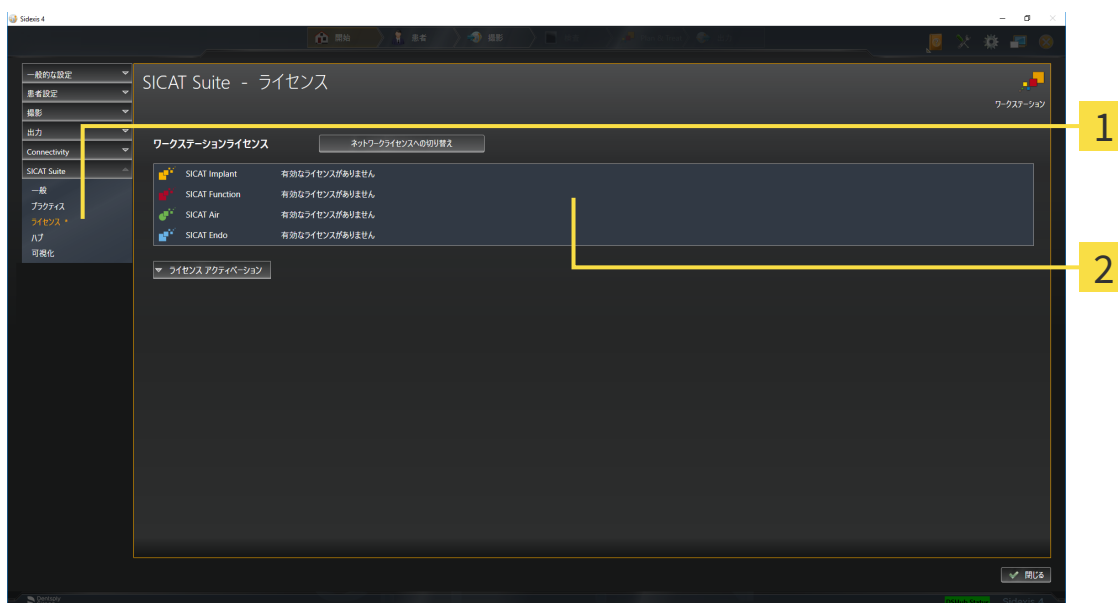 Sidexis 4
開始 患者 撮影
一般的な設定
患者設定
撮影
出力
Connectivity
SICAT Suite
一般
プラクティス
ライセンス *
ハブ
可視化
SICAT Suite - ライセンス
ワークステーション
ワークステーションライセンス ネットワークライセンスへの切り替え
SICAT Implant 有効なライセンスがありません
SICAT Function 有効なライセンスがありません
SICAT Air 有効なライセンスがありません
SICAT Endo 有効なライセンスがありません
ライセンス アクティベーション
1
2
閉じる
Dentsply
Sidexis 4